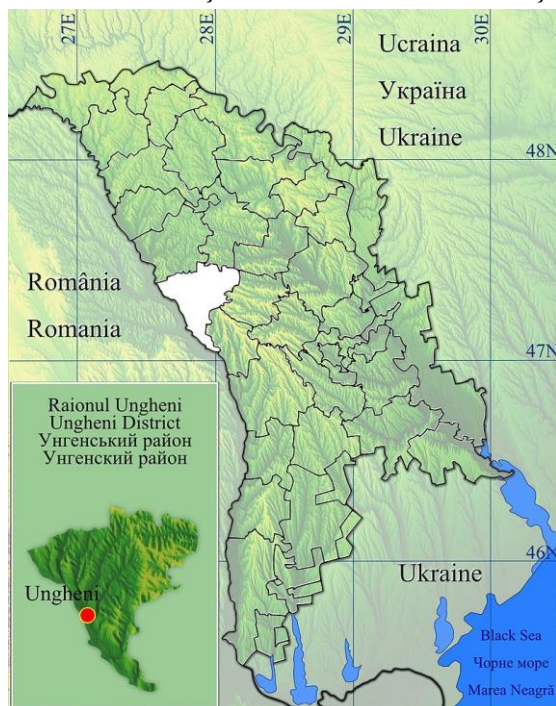 27E
28E
29E
30E
Ucraina
Україна
Ukraine
48N
România
Romania
47N
Raionul Ungheni
Ungheni District
Унгенський район
Унгенский район
Ungheni
46N
Ukraine
Black Sea
Чорне море
Marea Neagră